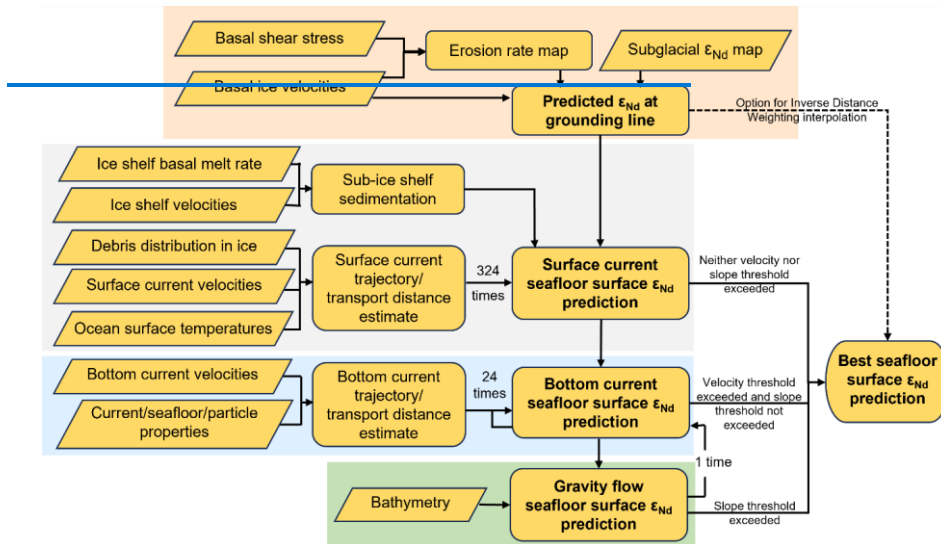 Basal shear stress
Erosion rate map
Subglacial εNd map
Basal ice velocities
Predicted εNd at
grounding line
Option for Inverse Distance
Weighting interpolation
Ice shelf basal melt rate
Ice shelf velocities
Sub-ice shelf
sedimentation
Debris distribution in ice
Surface current velocities
Ocean surface temperatures
Surface current
trajectory/
transport distance
estimate
324
times
Surface current
seafloor surface εNd
prediction
Neither velocity nor
slope threshold
exceeded
Best seafloor
surface εNd
prediction
Bottom current velocities
Current/seafloor/particle
properties
Bottom current
trajectory/
transport distance
estimate
24
times
Bottom current
seafloor surface εNd
prediction
Velocity threshold
exceeded and slope
threshold not
exceeded
1 time
Bathymetry
Gravity flow
seafloor surface εNd
prediction
Slope threshold
exceeded